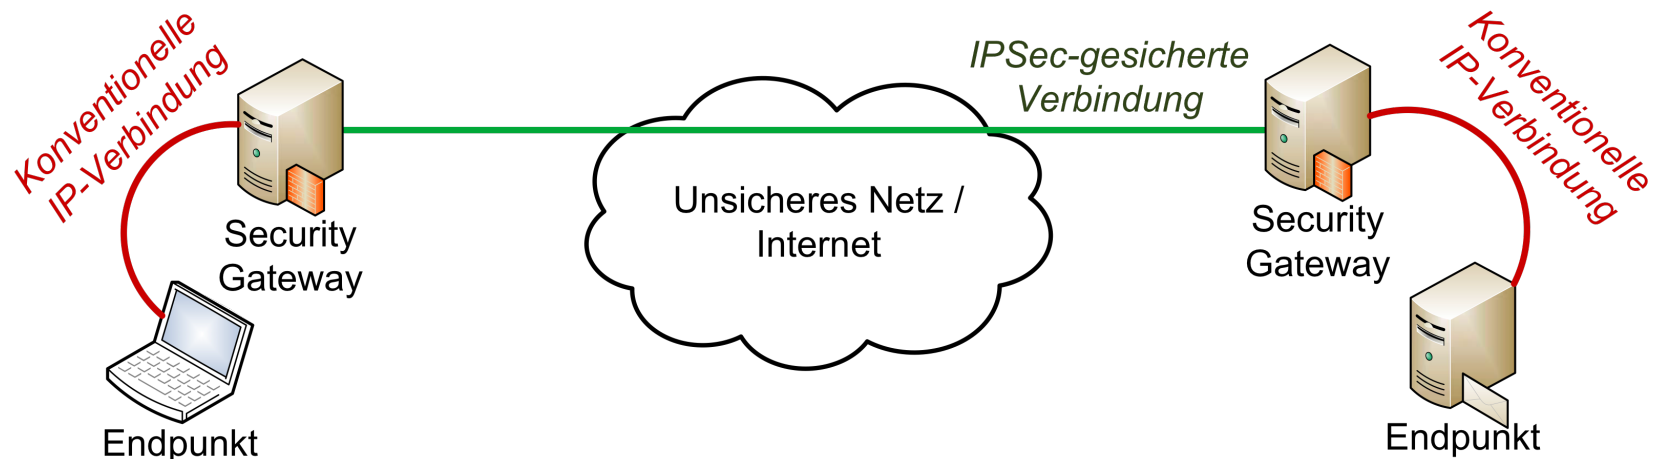 Konventionelle
IP-Verbindung
Security
Gateway
Endpunkt
Unsicheres Netz /
Internet
IPSec-gesicherte
Verbindung
Security
Gateway
Konventionelle
IP-Verbindung
Endpunkt